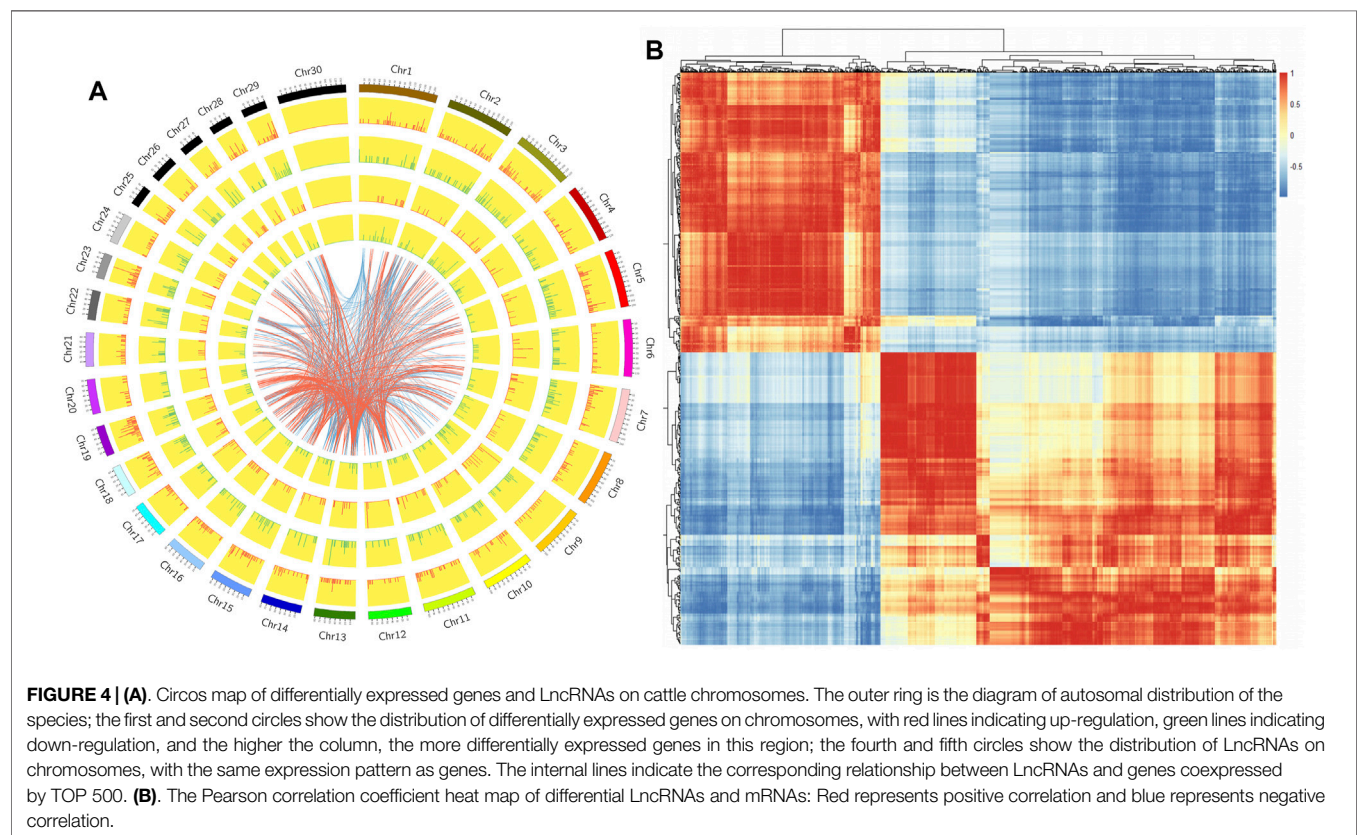 A
B
Chr1
Chr2
Chr3
Chr4
Chr5
Chr6
Chr7
Chr8
Chr9
Chr10
Chr11
Chr12
Chr13
Chr14
Chr15
Chr16
Chr17
Chr18
Chr19
Chr20
Chr21
Chr22
Chr23
Chr24
Chr25
Chr26
Chr27
Chr28
Chr29
Chr30
1
0.5
0
-0.5
FIGURE 4 | (A). Circos map of differentially expressed genes and LncRNAs on cattle chromosomes. The outer ring is the diagram of autosomal distribution of the
species; the first and second circles show the distribution of differentially expressed genes on chromosomes, with red lines indicating up-regulation, green lines indicating
down-regulation, and the higher the column, the more differentially expressed genes in this region; the fourth and fifth circles show the distribution of LncRNAs on
chromosomes, with the same expression pattern as genes. The internal lines indicate the corresponding relationship between LncRNAs and genes coexpressed
by TOP 500. (B). The Pearson correlation coefficient heat map of differential LncRNAs and mRNAs: Red represents positive correlation and blue represents negative
correlation.